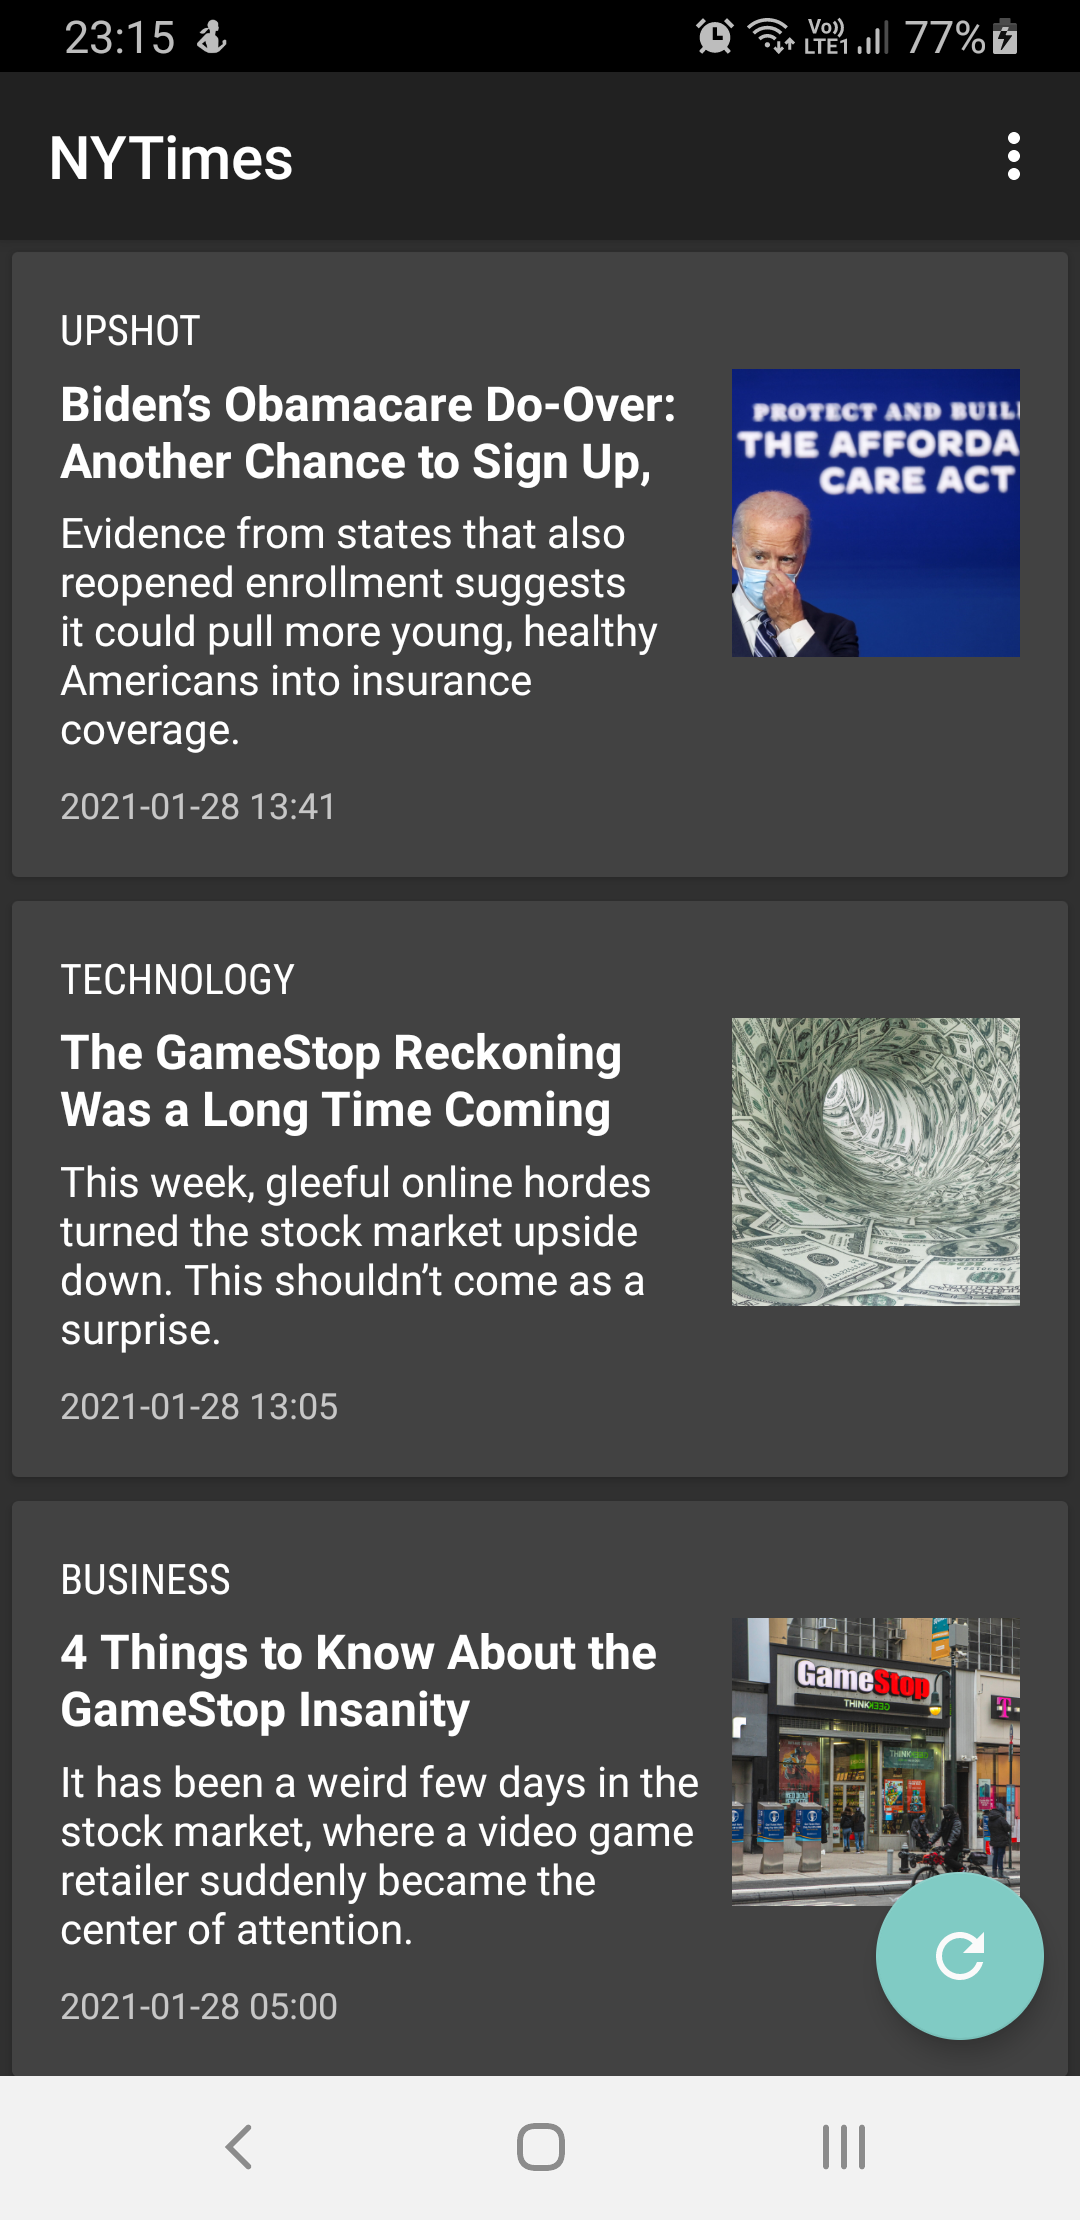 23:15
Vo)) LTE1 77%
NYTimes
UPSHOT
Biden’s Obamacare Do-Over:
Another Chance to Sign Up,
Evidence from states that also
reopened enrollment suggests
it could pull more young, healthy
Americans into insurance
coverage.
2021-01-28 13:41
PROTECT AND BUIL
THE AFFORDA
CARE ACT
TECHNOLOGY
The GameStop Reckoning
Was a Long Time Coming
This week, gleeful online hordes
turned the stock market upside
down. This shouldn’t come as a
surprise.
2021-01-28 13:05
BUSINESS
4 Things to Know About the
GameStop Insanity
It has been a weird few days in the
stock market, where a video game
retailer suddenly became the
center of attention.
2021-01-28 05:00
GameStop
THINKGEEK
T
r
THINKGEEK